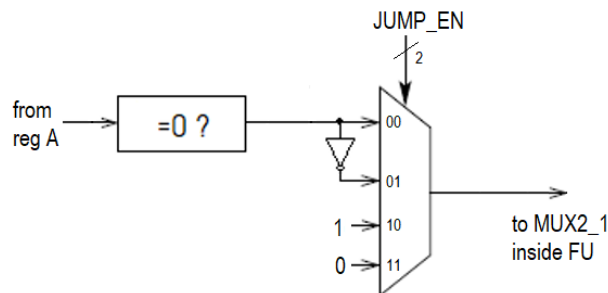 JUMP_EN
2
from
reg A
=0 ?
00
01
1
10
0
11
to MUX2_1
inside FU